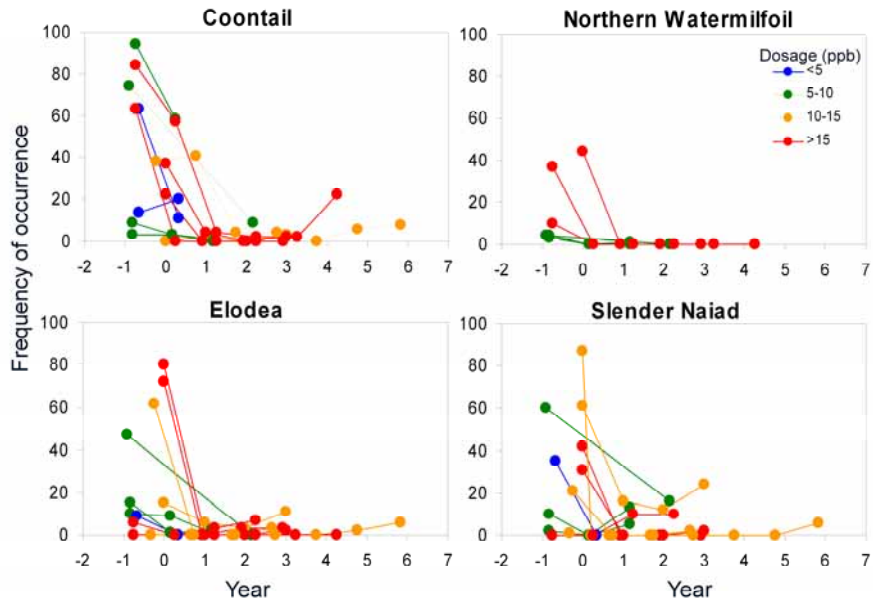 Coontail
Northern Watermilfoil
100
80
60
40
20
0
-2 -1 0 1 2 3 4 5 6 7
100
80
60
40
20
0
-2 -1 0 1 2 3 4 5 6 7
Dosage (ppb)
<5
5-10
10-15
>15
Frequency of occurrence
Elodea
Slender Naiad
100
80
60
40
20
0
-2 -1 0 1 2 3 4 5 6 7
100
80
60
40
20
0
-2 -1 0 1 2 3 4 5 6 7
Year
Year